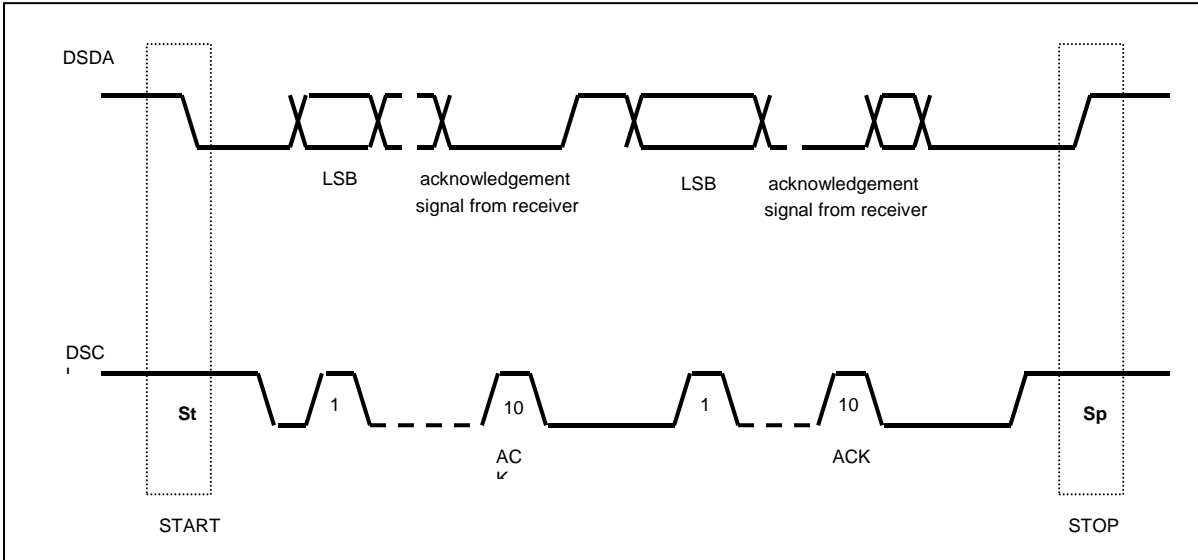 DSDA
LSB
acknowledgement
signal from receiver
LSB
acknowledgement
signal from receiver
DSC
St
1
10
1
10
Sp
AC
K
ACK
START
STOP